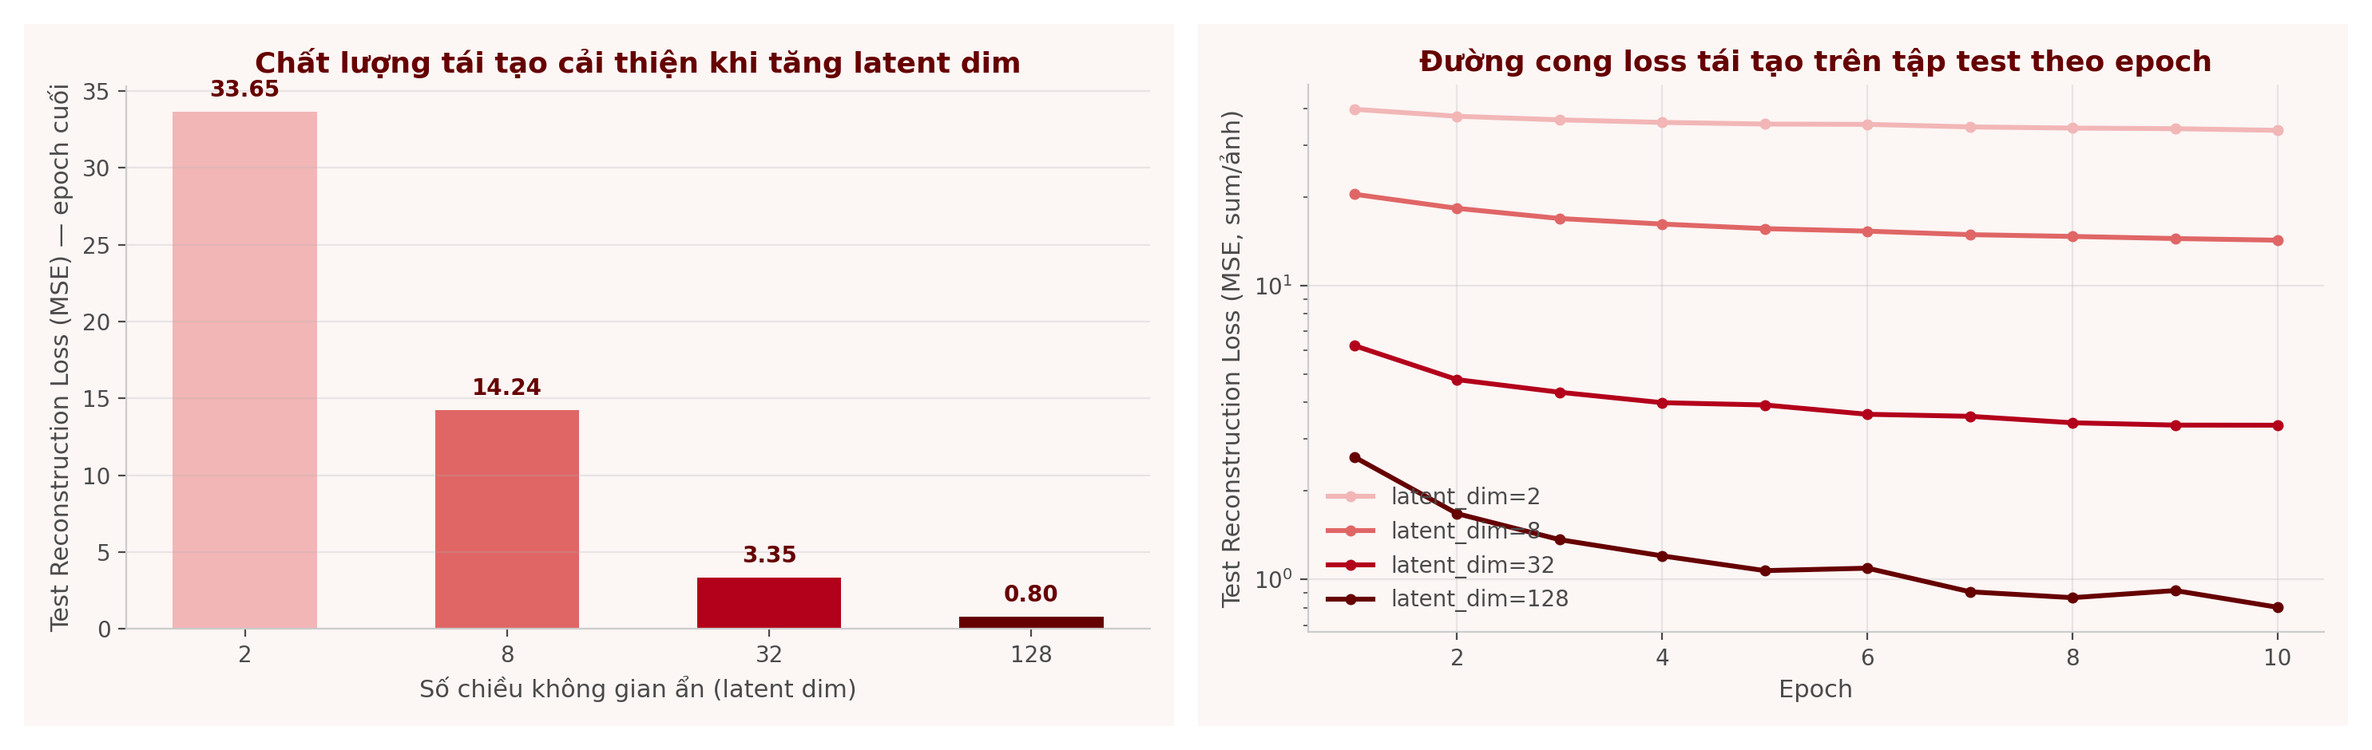 Chất lượng tái tạo cải thiện khi tăng latent dim
Test Reconstruction Loss (MSE) — epoch cuối
35
30
25
20
15
10
5
0
33.65
14.24
3.35
0.80
2 8 32 128
Số chiều không gian ẩn (latent dim)
Đường cong loss tái tạo trên tập test theo epoch
Test Reconstruction Loss (MSE, sum/ảnh)
10¹
10⁰
latent_dim=2
latent_dim=8
latent_dim=32
latent_dim=128
2 4 6 8 10
Epoch